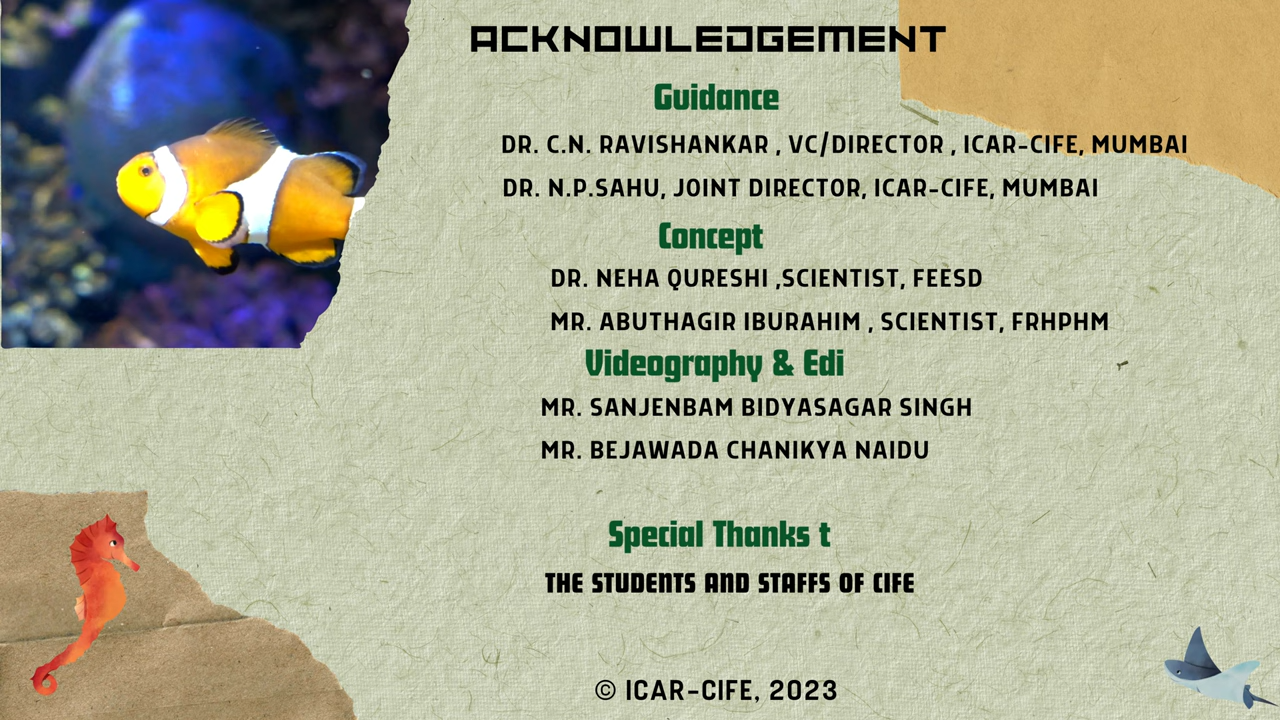 ACKNOWLEDGEMENT
Guidance
DR. C.N. RAVISHANKAR , VC/DIRECTOR , ICAR-CIFE, MUMBAI
DR. N.P.SAHU, JOINT DIRECTOR, ICAR-CIFE, MUMBAI
Concept
DR. NEHA QURESHI ,SCIENTIST, FEESD
MR. ABUTHAGIR IBURAHIM , SCIENTIST, FRHPHM
Videography & Edi
MR. SANJENBAM BIDYASAGAR SINGH
MR. BEJAWADA CHANIKYA NAIDU
Special Thanks t
THE STUDENTS AND STAFFS OF CIFE
© ICAR-CIFE, 2023